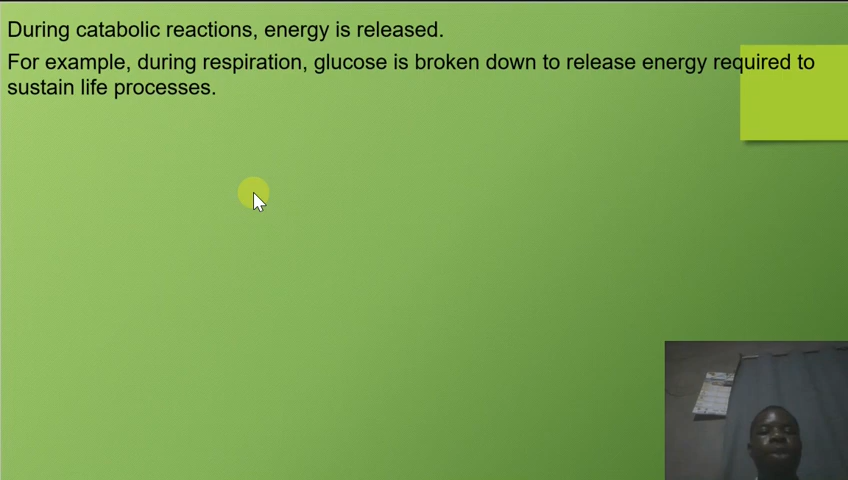 During catabolic reactions, energy is released.
For example, during respiration, glucose is broken down to release energy required to
sustain life processes.